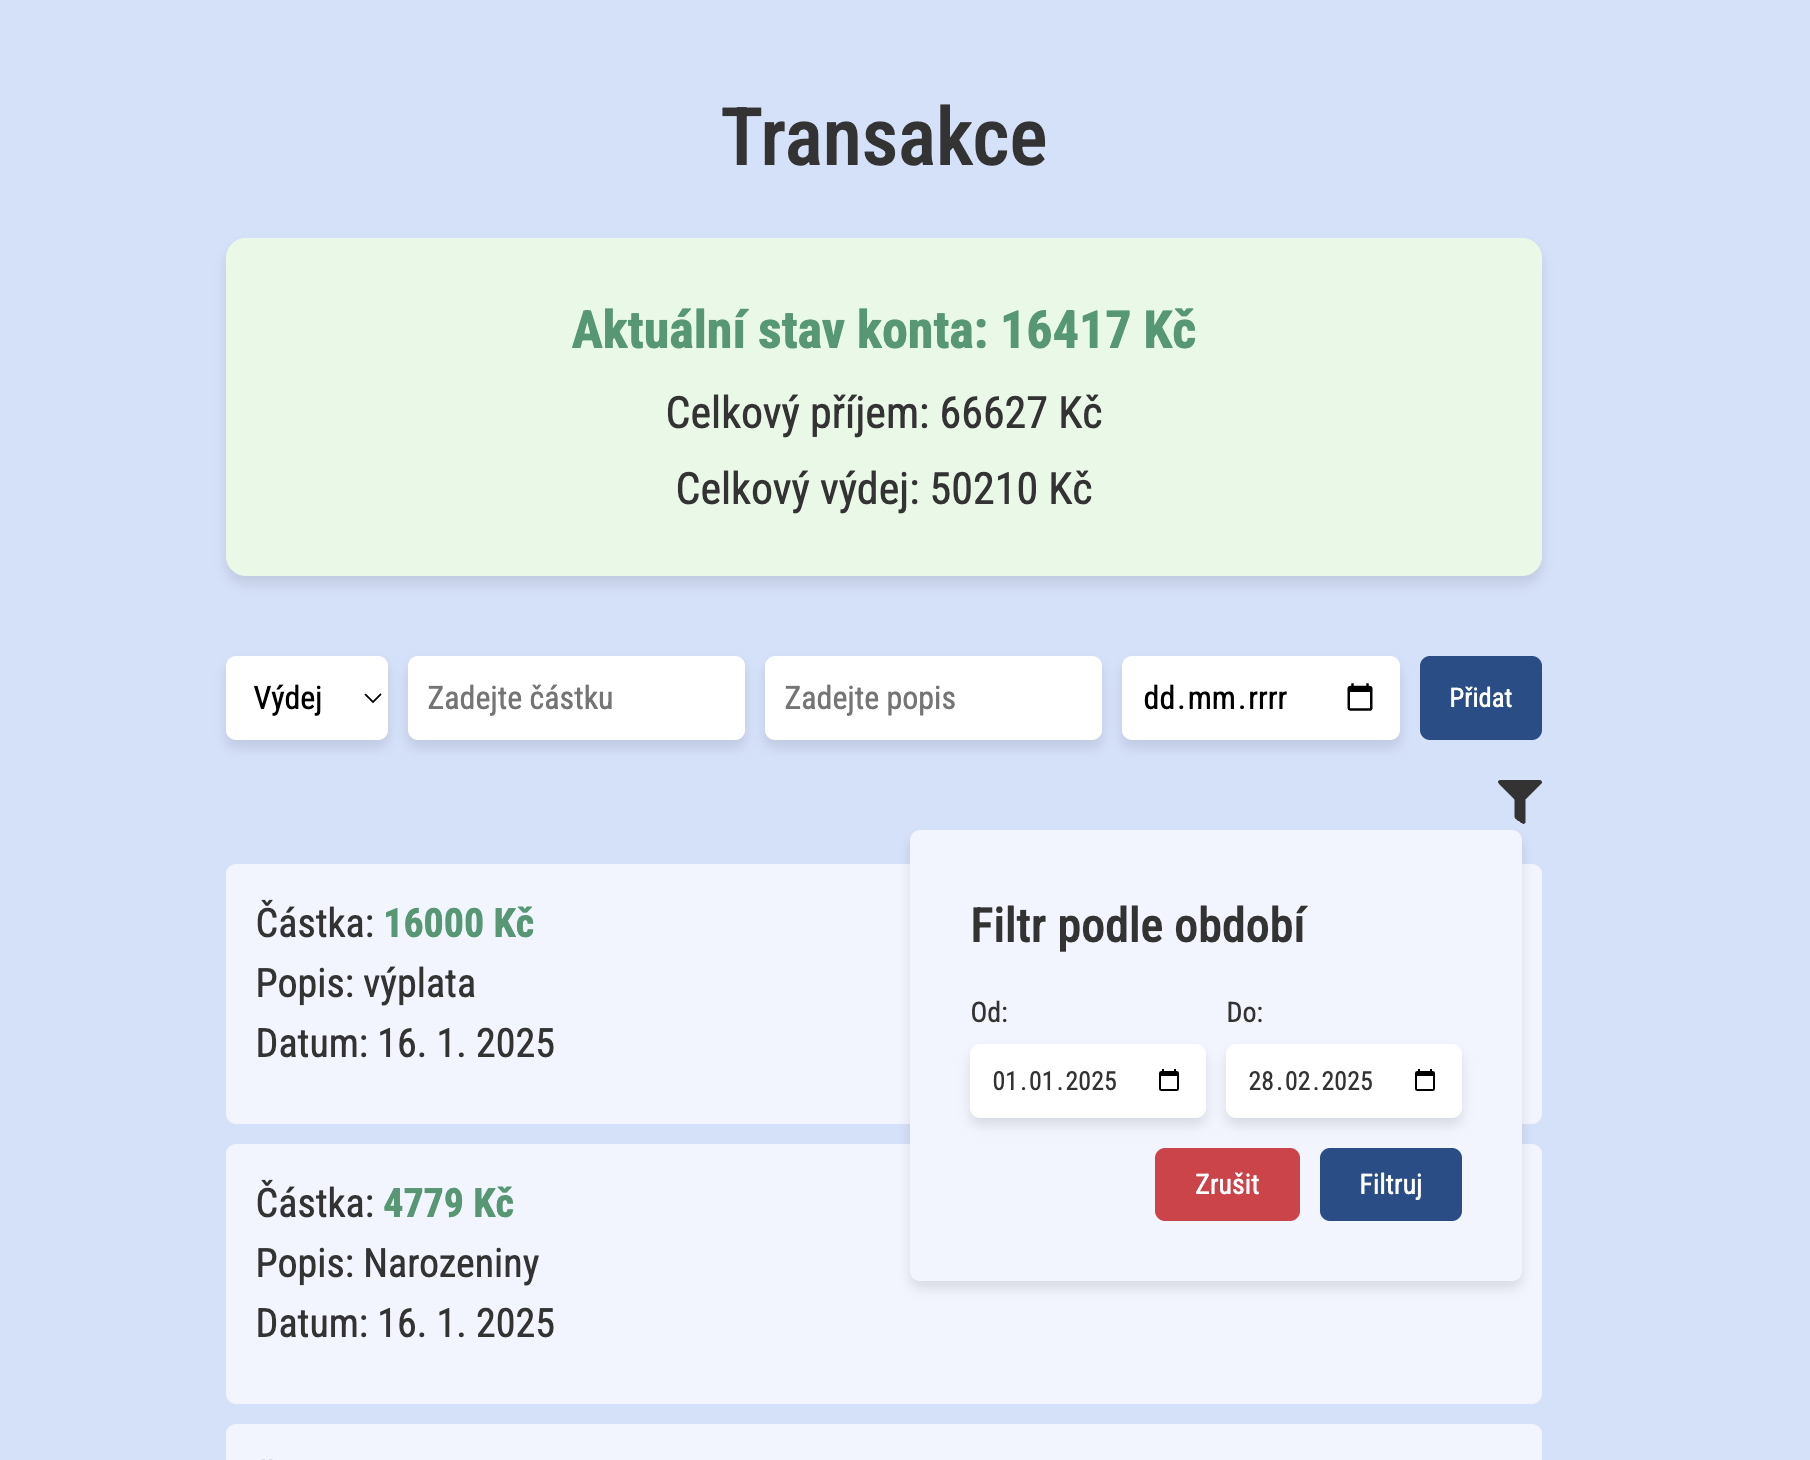 Transakce
Aktuální stav konta: 16417 Kč
Celkový příjem: 66627 Kč
Celkový výdej: 50210 Kč
Výdej
Zadejte částku
Zadejte popis
dd.mm.rrrr
Přidat
Částka: 16000 Kč
Popis: výplata
Datum: 16. 1. 2025
Filtr podle období
Od:
Do:
01.01.2025
28.02.2025
Zrušit
Filtruj
Částka: 4779 Kč
Popis: Narozeniny
Datum: 16. 1. 2025